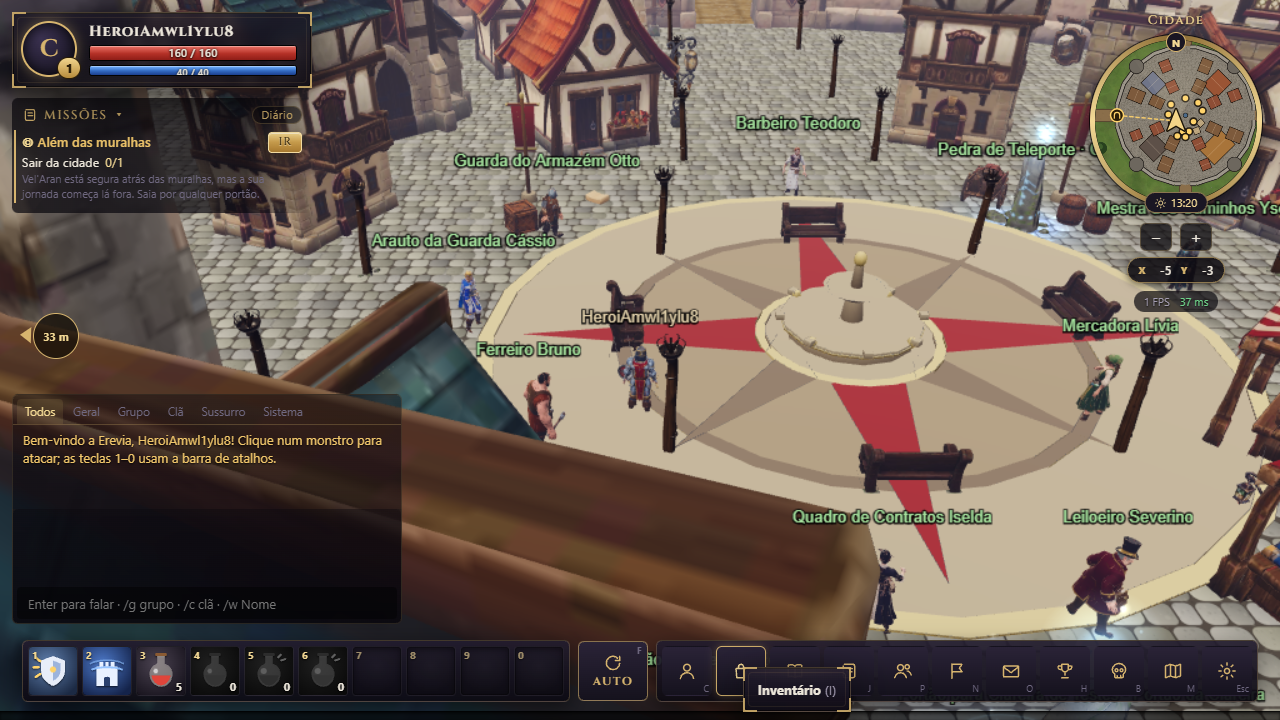 HeroiAmwl1ylu8
C
1
160 / 160
40 / 40
MISSÕES
Diário
Além das muralhas
IR
Sair da cidade 0/1
Vel'Aran está segura atrás das muralhas, mas a sua
jornada começa lá fora. Saia por qualquer portão.
Cidade
N
13:20
− +
X -5 Y -3
1 FPS 37 ms
Barbeiro Teodoro
Guarda do Armazém Otto
Pedra de Teleporte
Arauto da Guarda Cássio
HeroiAmwl1ylu8
Ferreiro Bruno
Mercadora Lívia
33 m
Quadro de Contratos Iselda
Leiloeiro Severino
Todos Geral Grupo Clã Sussurro Sistema
Bem-vindo a Erevia, HeroiAmwl1ylu8! Clique num monstro para
atacar; as teclas 1–0 usam a barra de atalhos.
Enter para falar · /g grupo · /c clã · /w Nome
1 2 3 4 5 6 7 8 9 0
5 0 0 0
F
AUTO
C J P N O H B M Esc
Inventário (I)